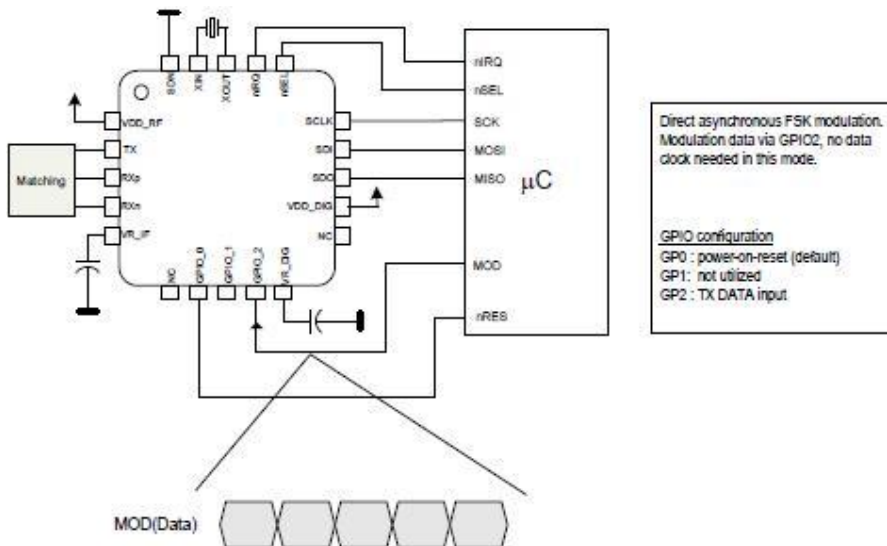 SDN
XIN
XOUT
nIRQ
nSEL
VDD_RF
TX
RXp
RXn
VR_IF
SCLK
SDI
SDO
VDD_DIG
NC
NC
GPIO_0
GPIO_1
GPIO_2
VR_DIG
Matching
nIRQ
nSEL
SCK
MOSI
MISO
μC
MOD
nRES
Direct asynchronous FSK modulation.
Modulation data via GPIO2, no data
clock needed in this mode.
GPIO configuration
GP0 : power-on-reset (default)
GP1: not utilized
GP2 : TX DATA input
MOD(Data)